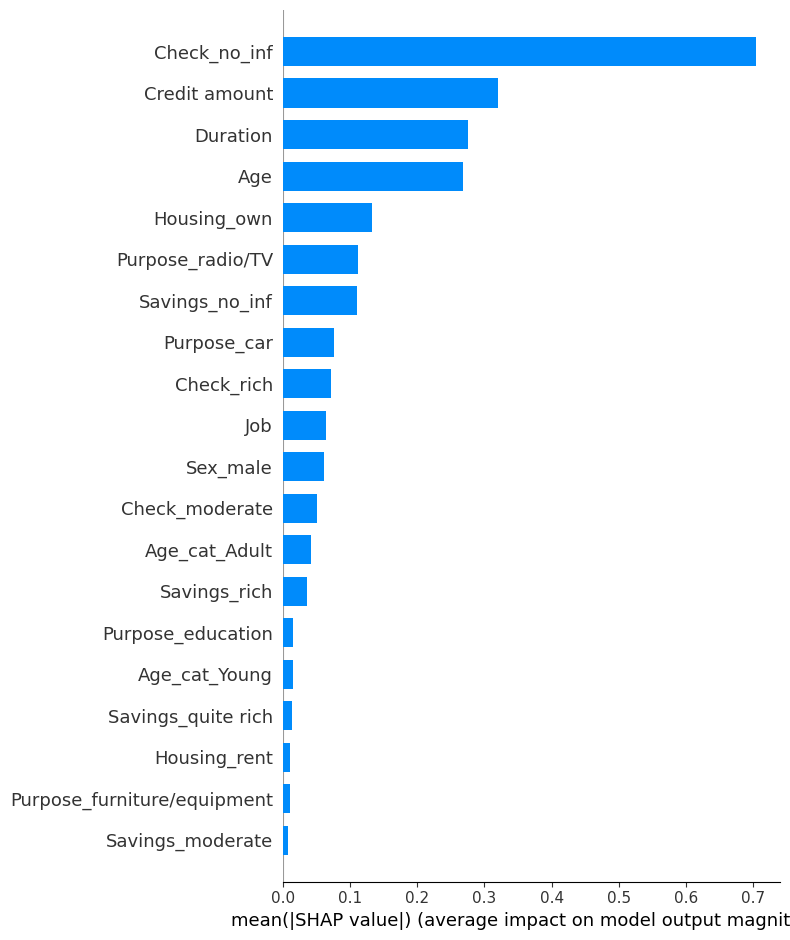 Check_no_inf
Credit amount
Duration
Age
Housing_own
Purpose_radio/TV
Savings_no_inf
Purpose_car
Check_rich
Job
Sex_male
Check_moderate
Age_cat_Adult
Savings_rich
Purpose_education
Age_cat_Young
Savings_quite rich
Housing_rent
Purpose_furniture/equipment
Savings_moderate
0.0 0.1 0.2 0.3 0.4 0.5 0.6 0.7
mean(|SHAP value|) (average impact on model output magnit